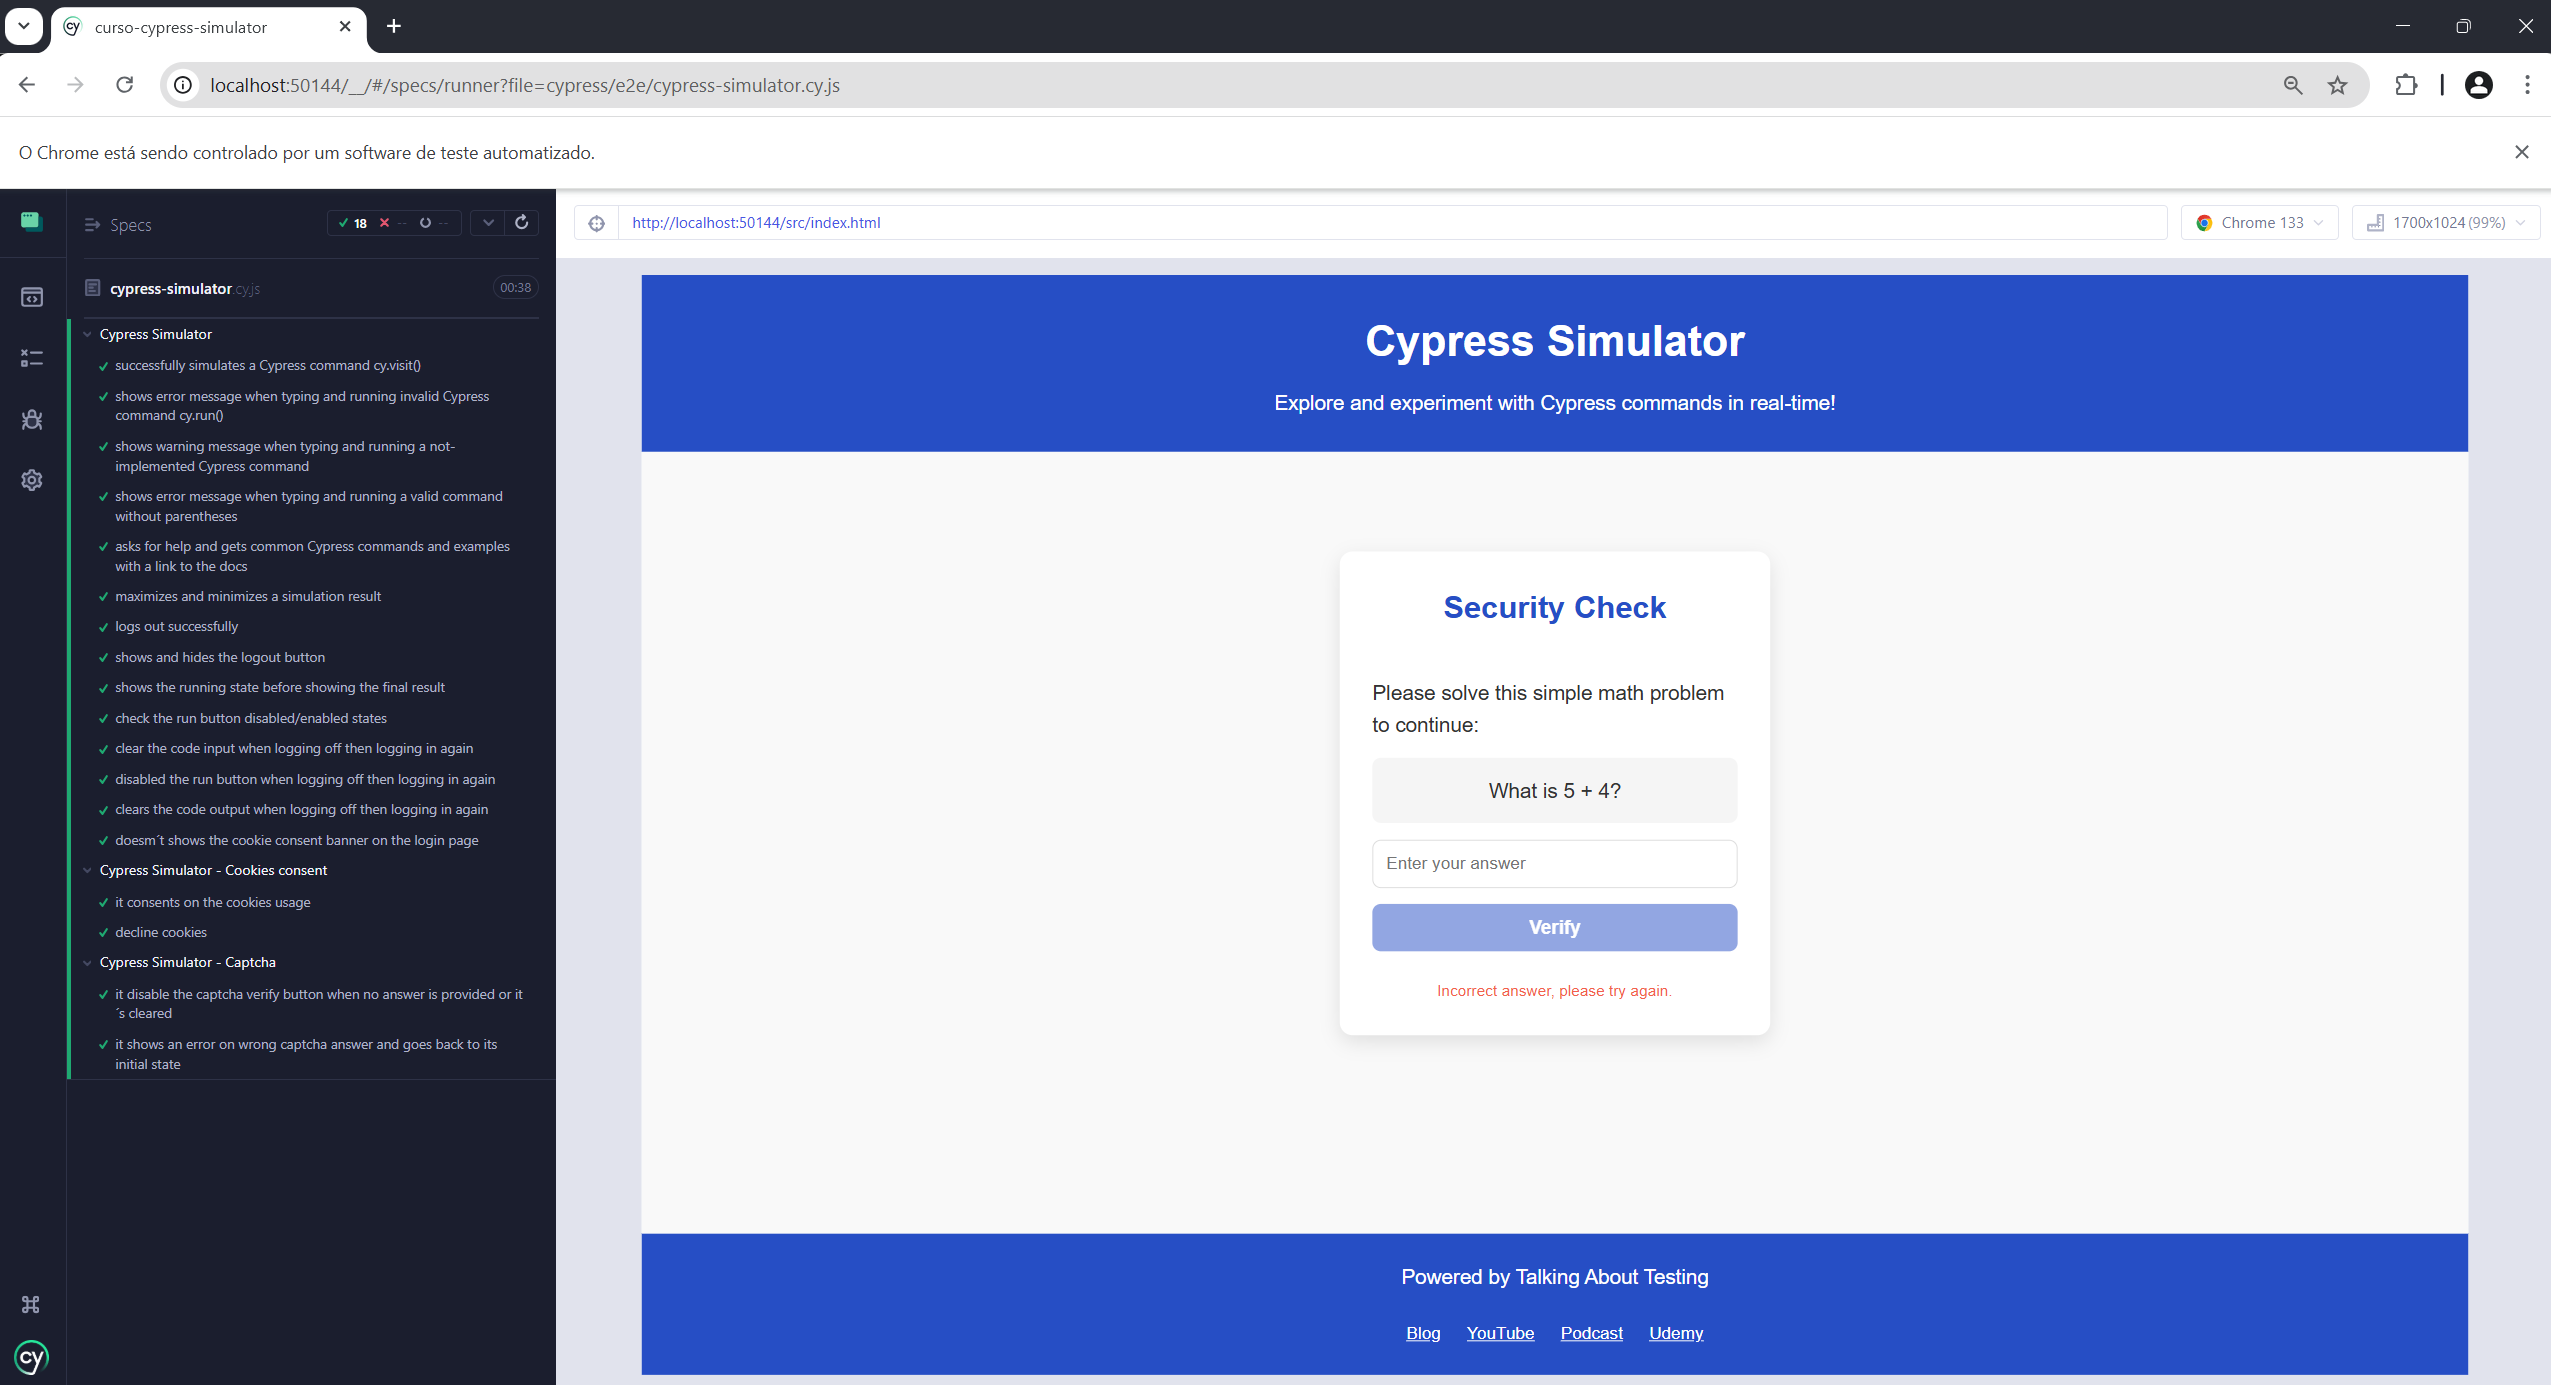 curso-cypress-simulator
localhost:50144/__/#/specs/runner?file=cypress/e2e/cypress-simulator.cy.js
O Chrome está sendo controlado por um software de teste automatizado.
Specs
18 -- --
cypress-simulator.cy.js 00:38
Cypress Simulator
successfully simulates a Cypress command cy.visit()
shows error message when typing and running invalid Cypress
command cy.run()
shows warning message when typing and running a not-
implemented Cypress command
shows error message when typing and running a valid command
without parentheses
asks for help and gets common Cypress commands and examples
with a link to the docs
maximizes and minimizes a simulation result
logs out successfully
shows and hides the logout button
shows the running state before showing the final result
check the run button disabled/enabled states
clear the code input when logging off then logging in again
disabled the run button when logging off then logging in again
clears the code output when logging off then logging in again
doesm´t shows the cookie consent banner on the login page
Cypress Simulator - Cookies consent
it consents on the cookies usage
decline cookies
Cypress Simulator - Captcha
it disable the captcha verify button when no answer is provided or it
´s cleared
it shows an error on wrong captcha answer and goes back to its
initial state
cy
http://localhost:50144/src/index.html
Chrome 133
1700x1024 (99%)
Cypress Simulator
Explore and experiment with Cypress commands in real-time!
Security Check
Please solve this simple math problem
to continue:
What is 5 + 4?
Enter your answer
Verify
Incorrect answer, please try again.
Powered by Talking About Testing
Blog YouTube Podcast Udemy